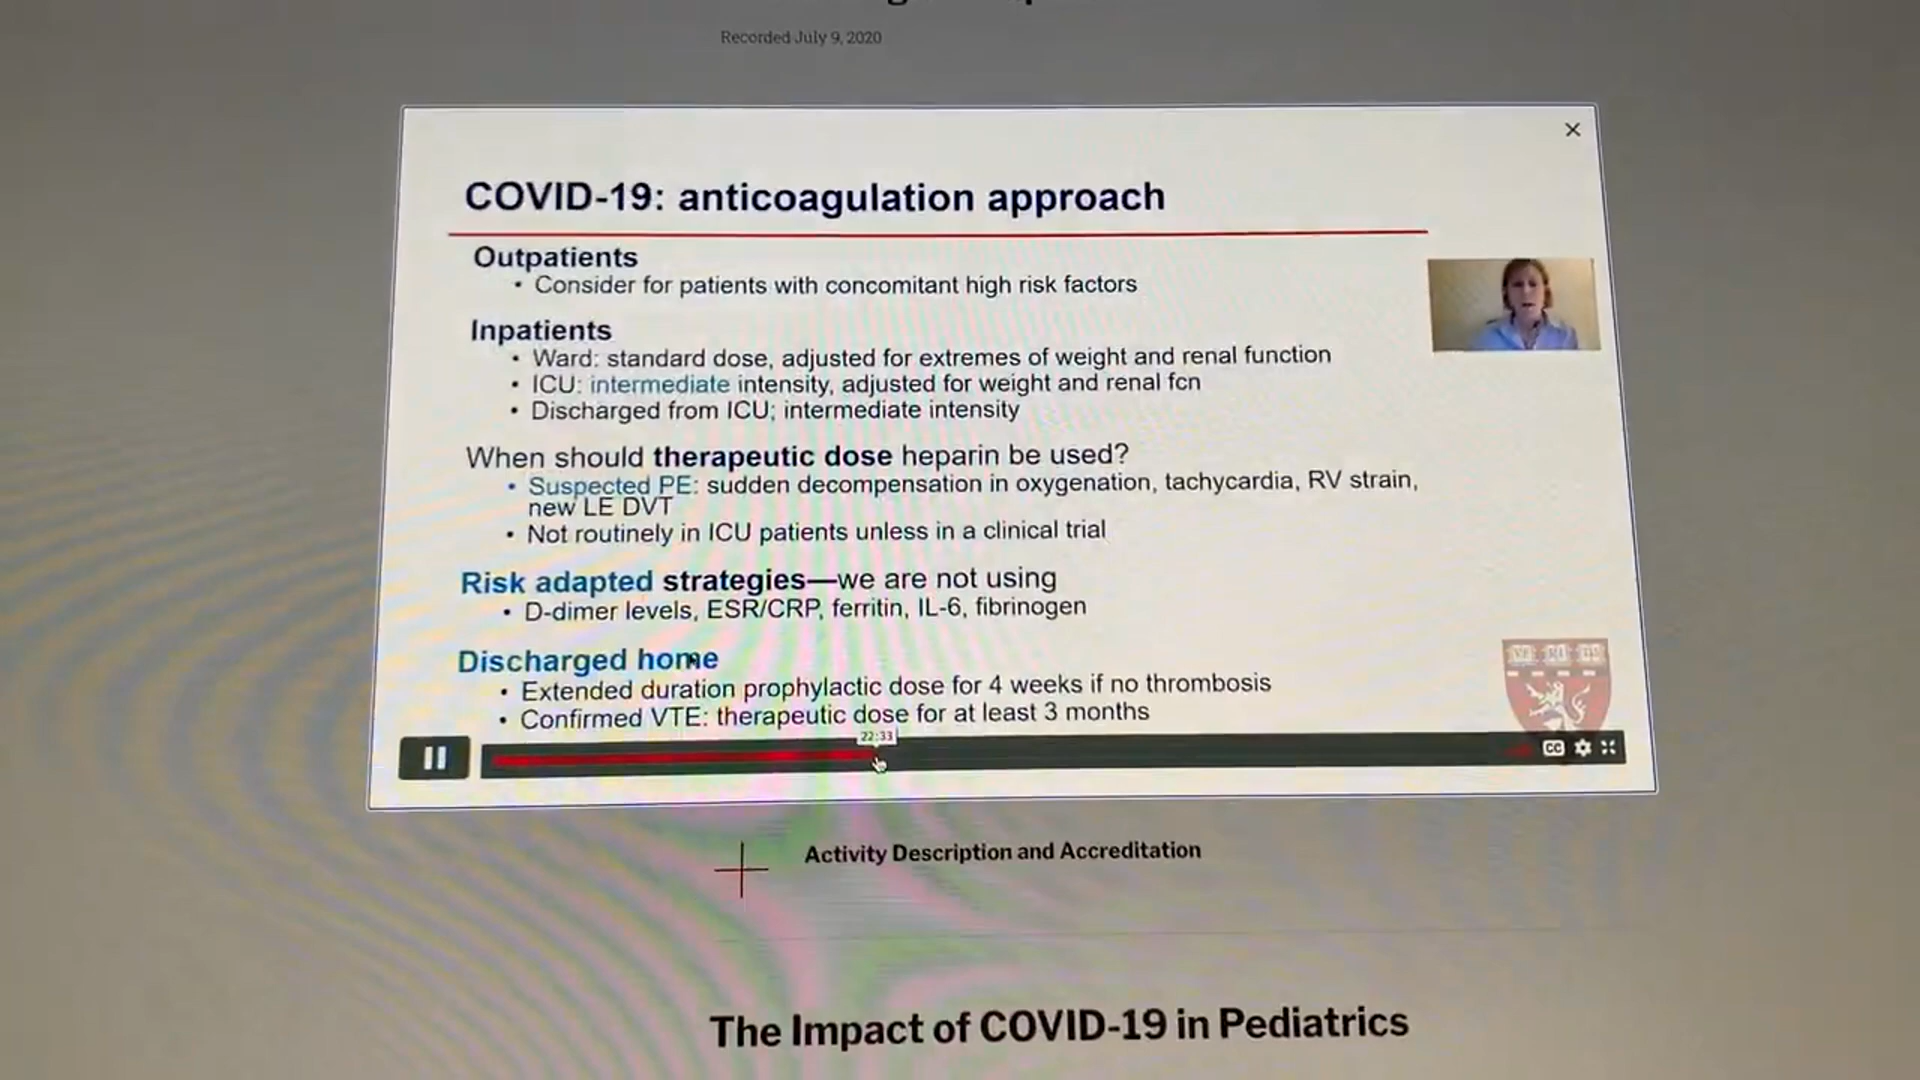 Recorded July 9, 2020
COVID-19: anticoagulation approach
Outpatients
• Consider for patients with concomitant high risk factors
Inpatients
• Ward: standard dose, adjusted for extremes of weight and renal function
• ICU: intermediate intensity, adjusted for weight and renal fcn
• Discharged from ICU; intermediate intensity
When should therapeutic dose heparin be used?
• Suspected PE: sudden decompensation in oxygenation, tachycardia, RV strain,
new LE DVT
• Not routinely in ICU patients unless in a clinical trial
Risk adapted strategies—we are not using
• D-dimer levels, ESR/CRP, ferritin, IL-6, fibrinogen
Discharged home
• Extended duration prophylactic dose for 4 weeks if no thrombosis
• Confirmed VTE: therapeutic dose for at least 3 months
22:33
CC
Activity Description and Accreditation
The Impact of COVID-19 in Pediatrics